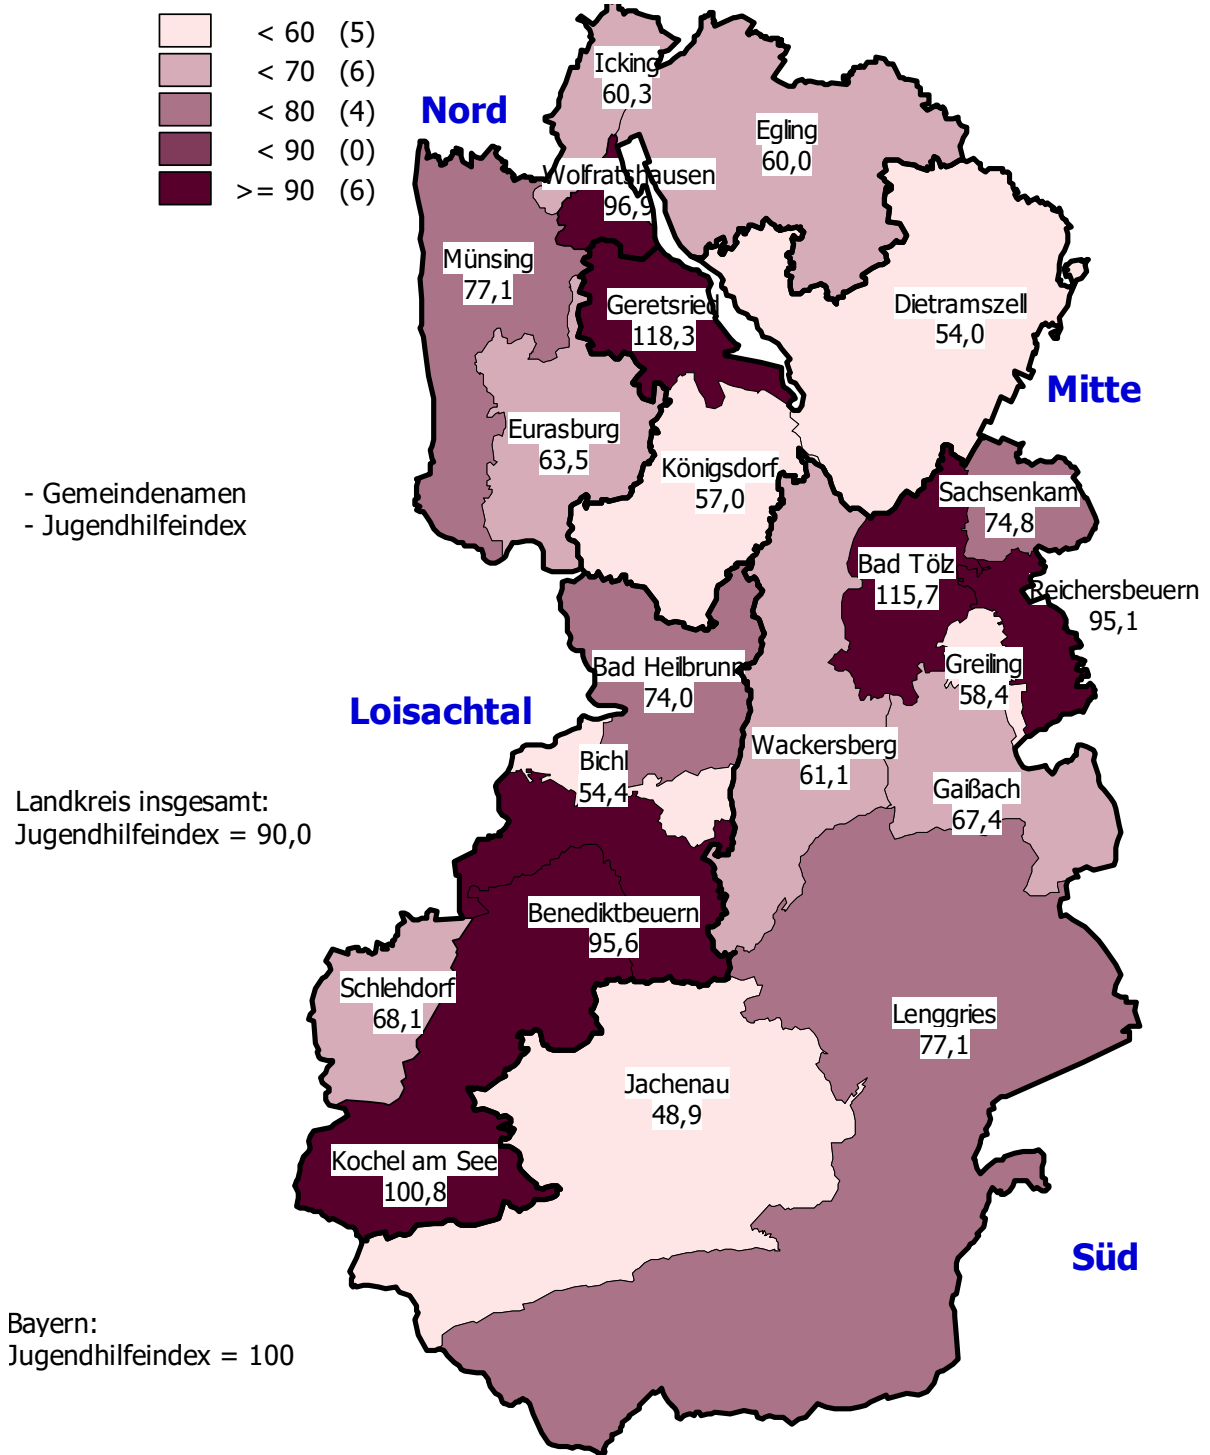 < 60 (5)
< 70 (6)
< 80 (4)
< 90 (0)
>= 90 (6)
Nord
Icking
60,3
Egling
60,0
Wolfratshausen
96,9
Münsing
77,1
Geretsried
118,3
Dietramszell
54,0
Mitte
Eurasburg
63,5
Königsdorf
57,0
- Gemeindenamen
- Jugendhilfeindex
Sachsenkam
74,8
Bad Tölz
115,7
Reichersbeuern
95,1
Greiling
58,4
Bad Heilbrunn
74,0
Loisachtal
Wackersberg
61,1
Bichl
54,4
Gaißach
67,4
Landkreis insgesamt:
Jugendhilfeindex = 90,0
Benediktbeuern
95,6
Schlehdorf
68,1
Lenggries
77,1
Jachenau
48,9
Kochel am See
100,8
Süd
Bayern:
Jugendhilfeindex = 100